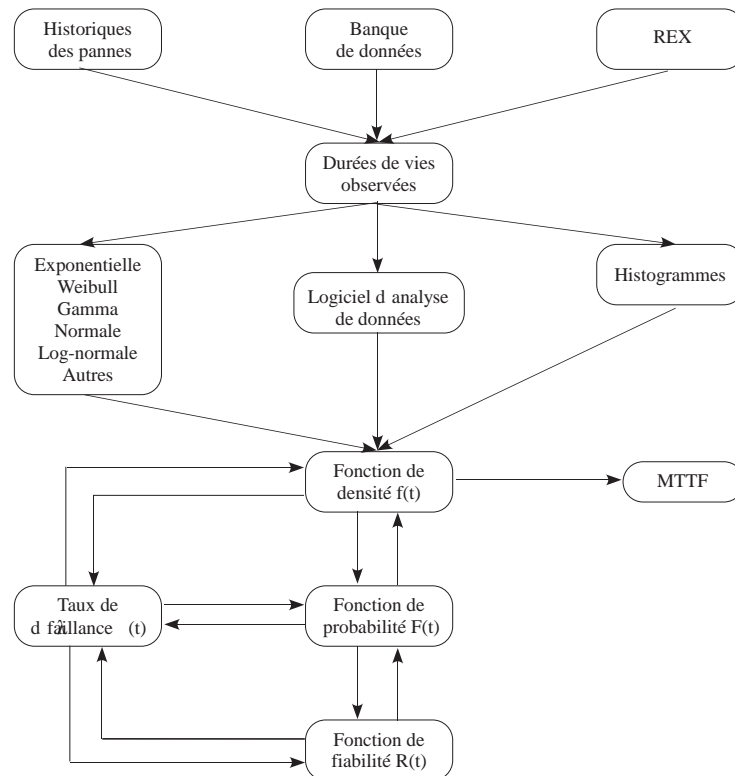 Historiques
des pannes
Banque
de données
REX
Durées de vies
observées
Exponentielle
Weibull
Gamma
Normale
Log-normale
Autres
Logiciel d analyse
de données
Histogrammes
Fonction de
densité f(t)
MTTF
Taux de
d faillance λ(t)
Fonction de
probabilité F(t)
Fonction de
fiabilité R(t)